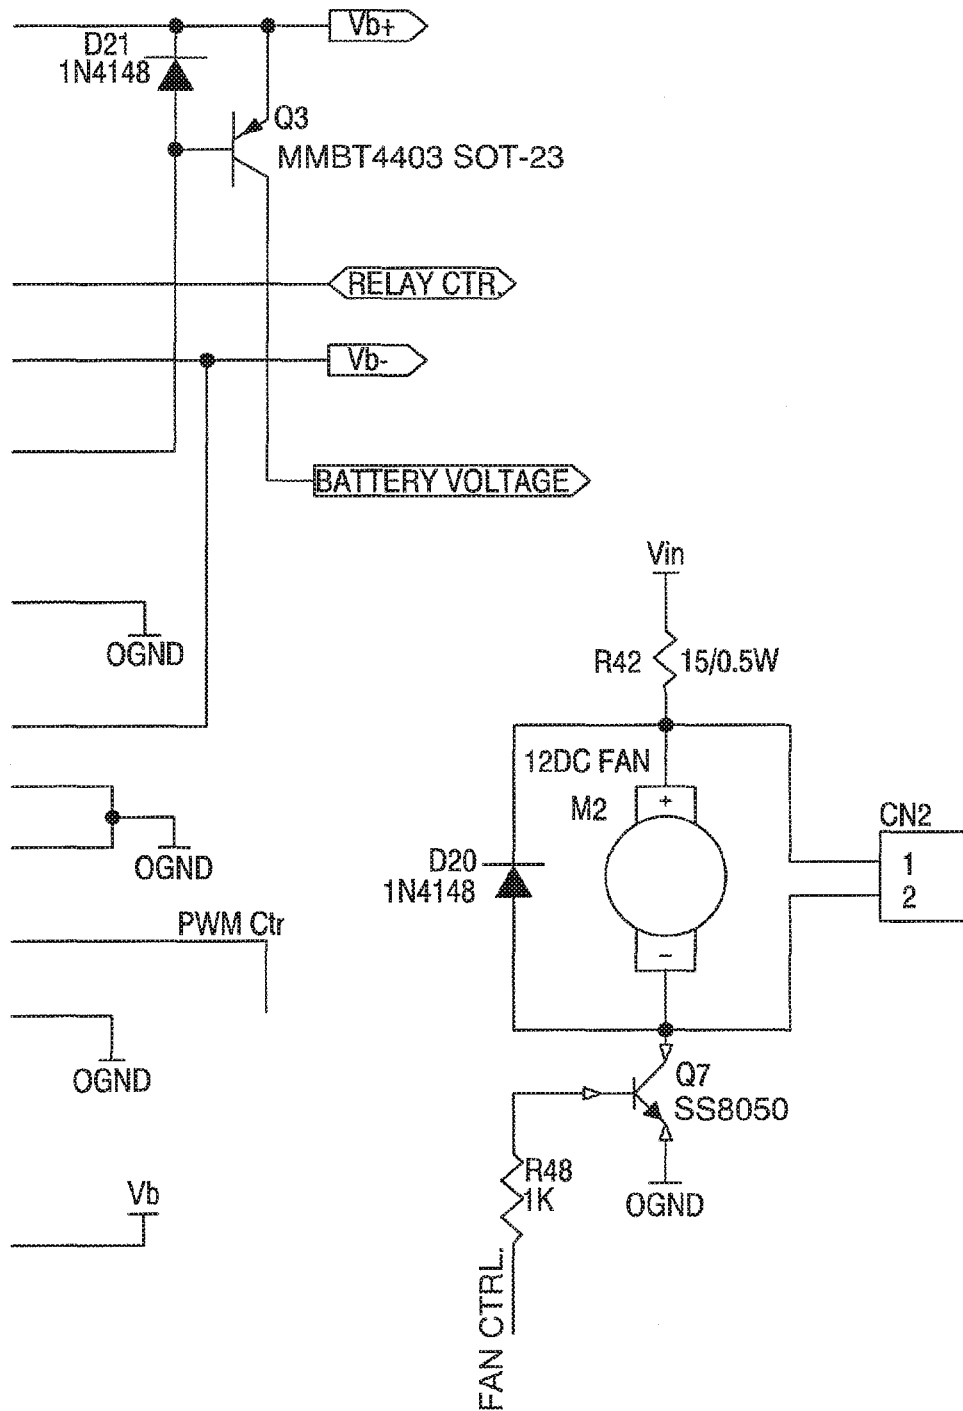 Vb+
D21
1N4148
Q3
MMBT4403 SOT-23
RELAY CTR.
Vb-
BATTERY VOLTAGE
Vin
OGND
R42 15/0.5W
12DC FAN
M2
+
CN2
D20
1N4148
1
2
OGND
PWM Ctr
-
OGND
Q7
SS8050
R48
1K
Vb
OGND
FAN CTRL.